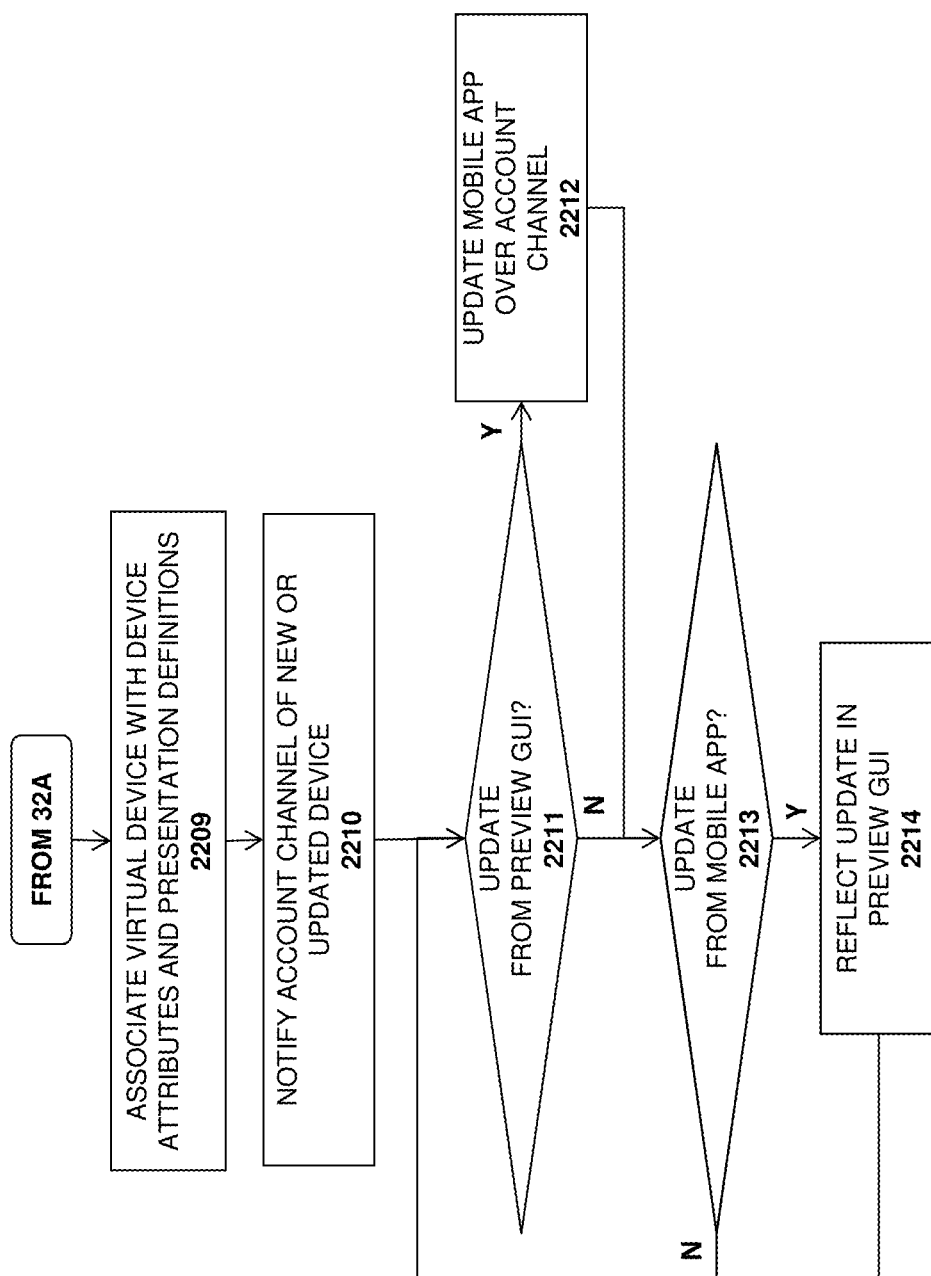 FROM 32A
ASSOCIATE VIRTUAL DEVICE WITH DEVICE
ATTRIBUTES AND PRESENTATION DEFINITIONS
2209
NOTIFY ACCOUNT CHANNEL OF NEW OR
UPDATED DEVICE
2210
UPDATE
FROM PREVIEW GUI?
2211
Y
N
UPDATE MOBILE APP
OVER ACCOUNT
CHANNEL
2212
UPDATE
FROM MOBILE APP?
2213
N
Y
REFLECT UPDATE IN
PREVIEW GUI
2214